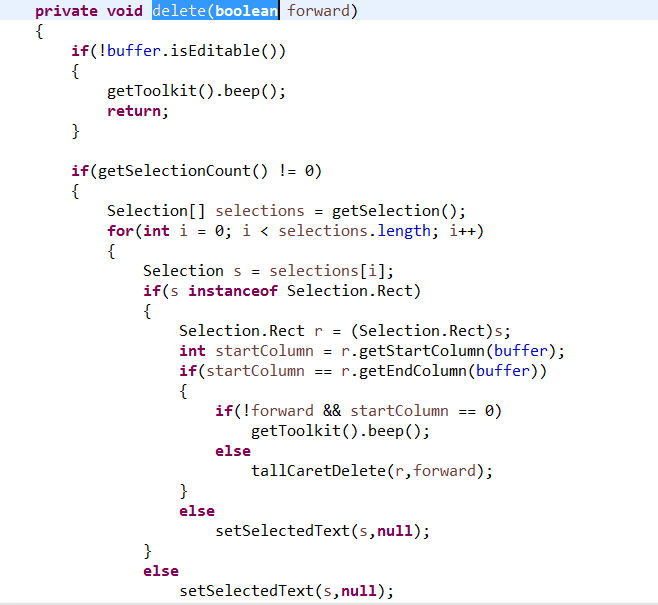 private void delete(boolean forward)
{
if(!buffer.isEditable())
{
getToolkit().beep();
return;
}
if(getSelectionCount() != 0)
{
Selection[] selections = getSelection();
for(int i = 0; i < selections.length; i++)
{
Selection s = selections[i];
if(s instanceof Selection.Rect)
{
Selection.Rect r = (Selection.Rect)s;
int startColumn = r.getStartColumn(buffer);
if(startColumn == r.getEndColumn(buffer))
{
if(!forward && startColumn == 0)
getToolkit().beep();
else
tallCaretDelete(r,forward);
}
else
setSelectedText(s,null);
}
else
setSelectedText(s,null);